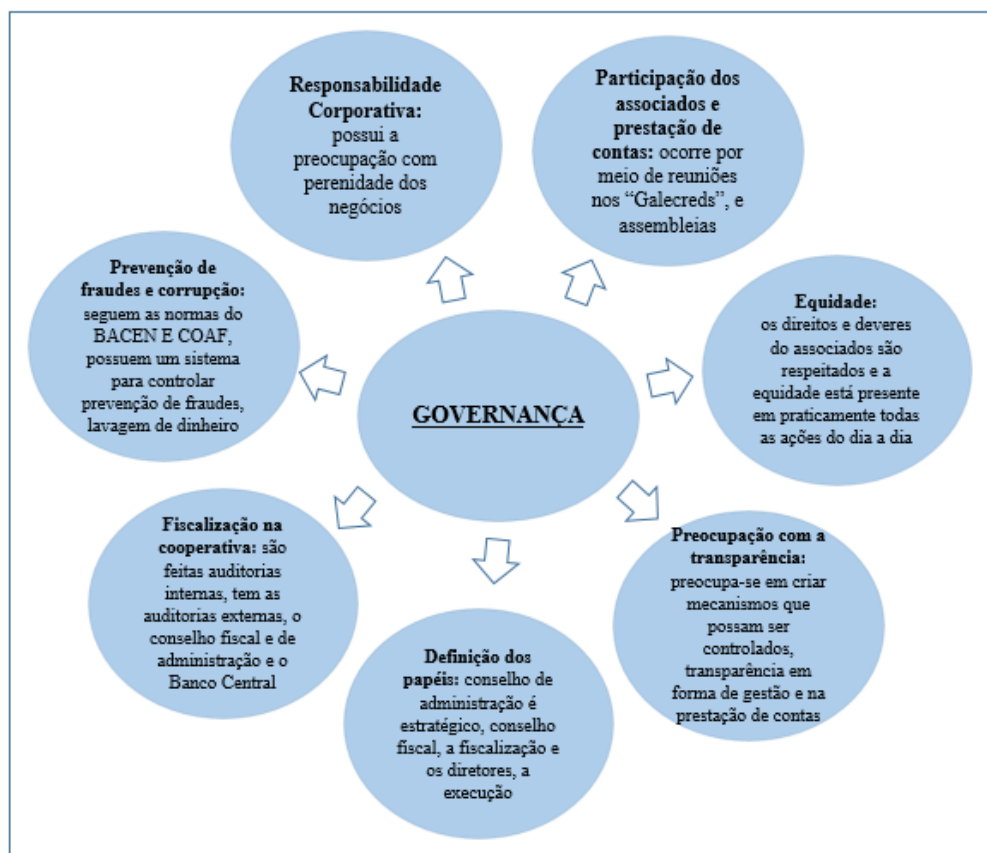 Responsabilidade
Corporativa:
possui a
preocupação com
perenidade dos
negócios
Participação dos
associados e
prestação de
contas: ocorre por
meio de reuniões
nos “Galecreds”, e
assembleias
Prevenção de
fraudes e corrupção:
seguem as normas do
BACEN E COAF,
possuem um sistema
para controlar
prevenção de fraudes,
lavagem de dinheiro
Equidade:
os direitos e deveres
do associados são
respeitados e a
equidade está presente
em praticamente todas
as ações do dia a dia
GOVERNANÇA
Fiscalização na
cooperativa: são
feitas auditorias
internas, tem as
auditorias externas, o
conselho fiscal e de
administração e o
Banco Central
Preocupação com a
transparência:
preocupa-se em criar
mecanismos que
possam ser
controlados,
transparência em
forma de gestão e na
prestação de contas
Definição dos
papéis: conselho de
administração é
estratégico, conselho
fiscal, a fiscalização e
os diretores, a
execução